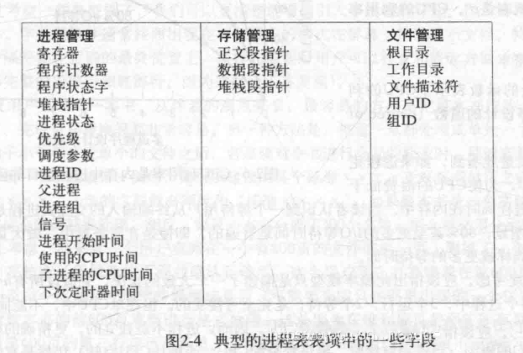 进程管理
寄存器
程序计数器
程序状态字
堆栈指针
进程状态
优先级
调度参数
进程ID
父进程
进程组
信号
进程开始时间
使用的CPU时间
子进程的CPU时间
下次定时器时间
存储管理
正文段指针
数据段指针
堆栈段指针
文件管理
根目录
工作目录
文件描述符
用户ID
组ID
图2-4 典型的进程表表项中的一些字段